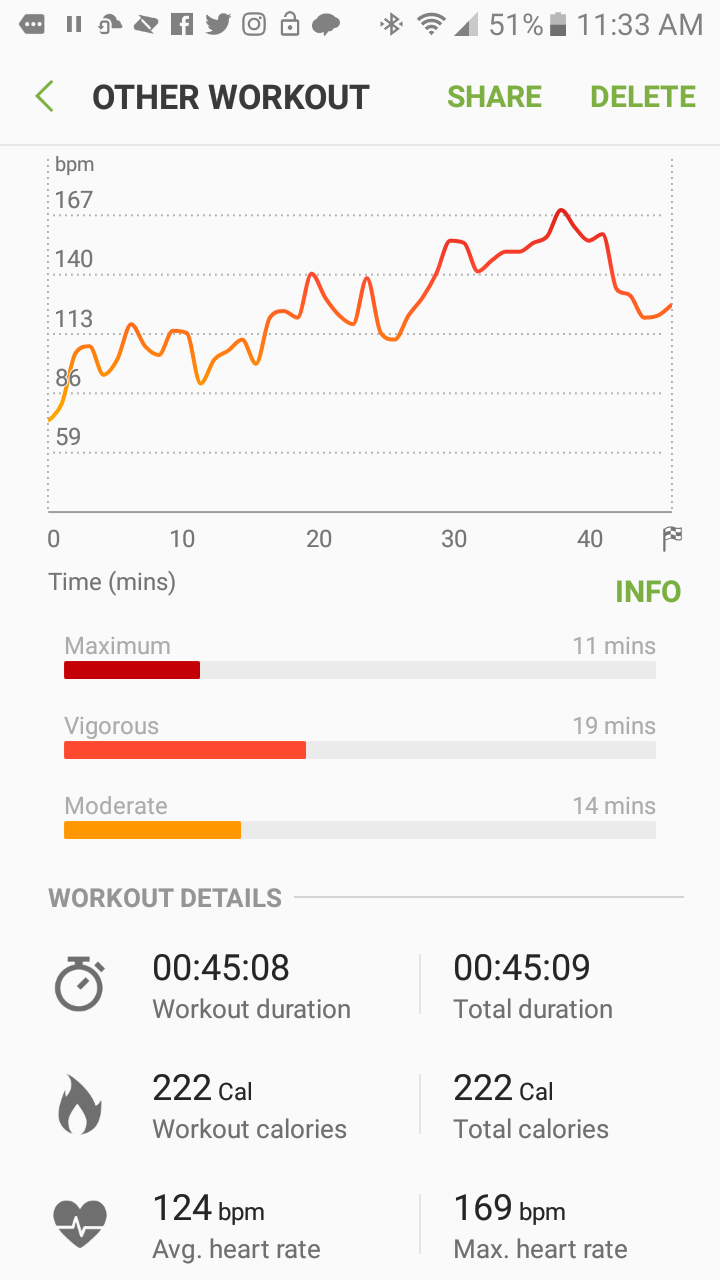 51% 11:33 AM
OTHER WORKOUT SHARE DELETE
bpm
167
140
113
86
59
0 10 20 30 40
Time (mins)
INFO
Maximum 11 mins
Vigorous 19 mins
Moderate 14 mins
WORKOUT DETAILS
00:45:08 00:45:09
Workout duration Total duration
222 Cal 222 Cal
Workout calories Total calories
124 bpm 169 bpm
Avg. heart rate Max. heart rate